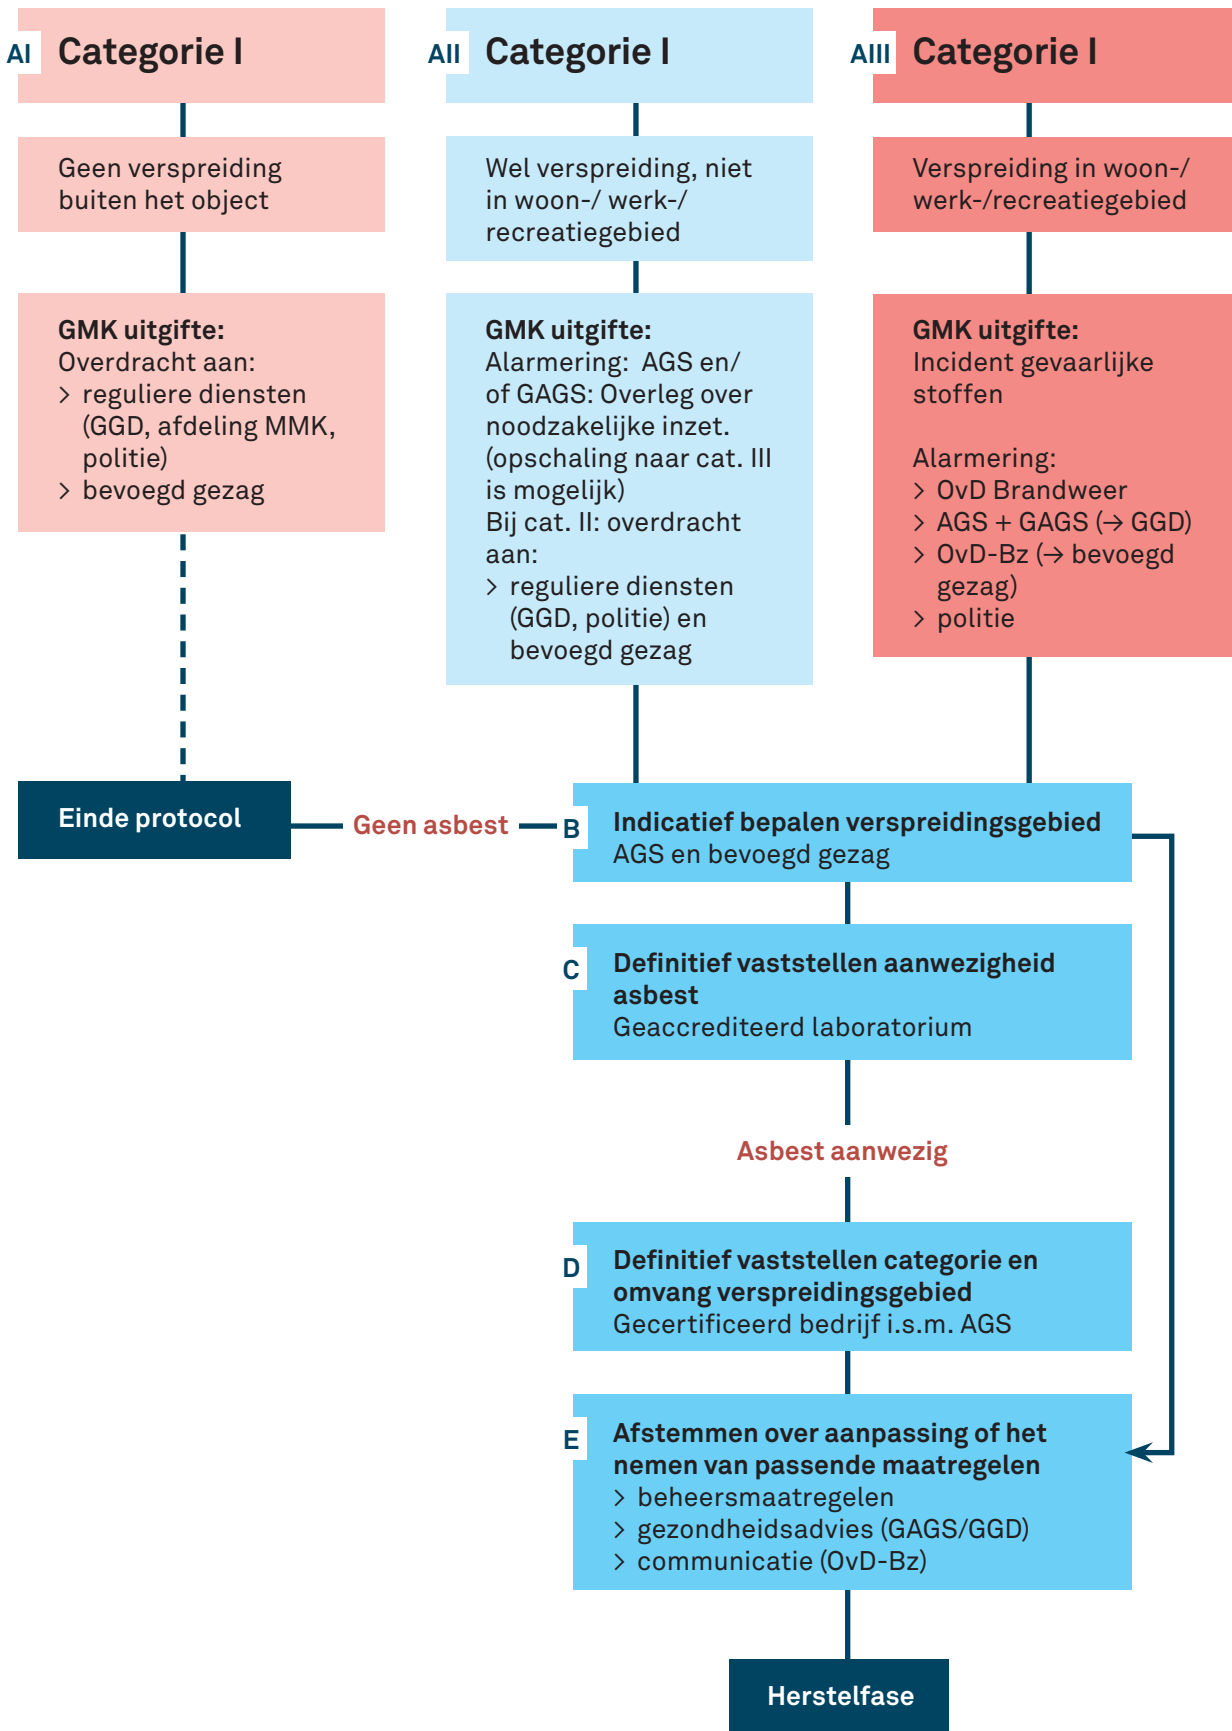 AI
Categorie I
Geen verspreiding
buiten het object
GMK uitgifte:
Overdracht aan:
> reguliere diensten
(GGD, afdeling MMK,
politie)
> bevoegd gezag
AII
Categorie I
Wel verspreiding, niet
in woon-/ werk-/
recreatiegebied
GMK uitgifte:
Alarmering: AGS en/
of GAGS: Overleg over
noodzakelijke inzet.
(opschaling naar cat. III
is mogelijk)
Bij cat. II: overdracht
aan:
> reguliere diensten
(GGD, politie) en
bevoegd gezag
AIII
Categorie I
Verspreiding in woon-/
werk-/recreatiegebied
GMK uitgifte:
Incident gevaarlijke
stoffen
Alarmering:
> OvD Brandweer
> AGS + GAGS (→ GGD)
> OvD-Bz (→ bevoegd
gezag)
> politie
Einde protocol
Geen asbest
B
Indicatief bepalen verspreidingsgebied
AGS en bevoegd gezag
C
Definitief vaststellen aanwezigheid
asbest
Geaccrediteerd laboratorium
Asbest aanwezig
D
Definitief vaststellen categorie en
omvang verspreidingsgebied
Gecertificeerd bedrijf i.s.m. AGS
E
Afstemmen over aanpassing of het
nemen van passende maatregelen
> beheersmaatregelen
> gezondheidsadvies (GAGS/GGD)
> communicatie (OvD-Bz)
Herstelfase